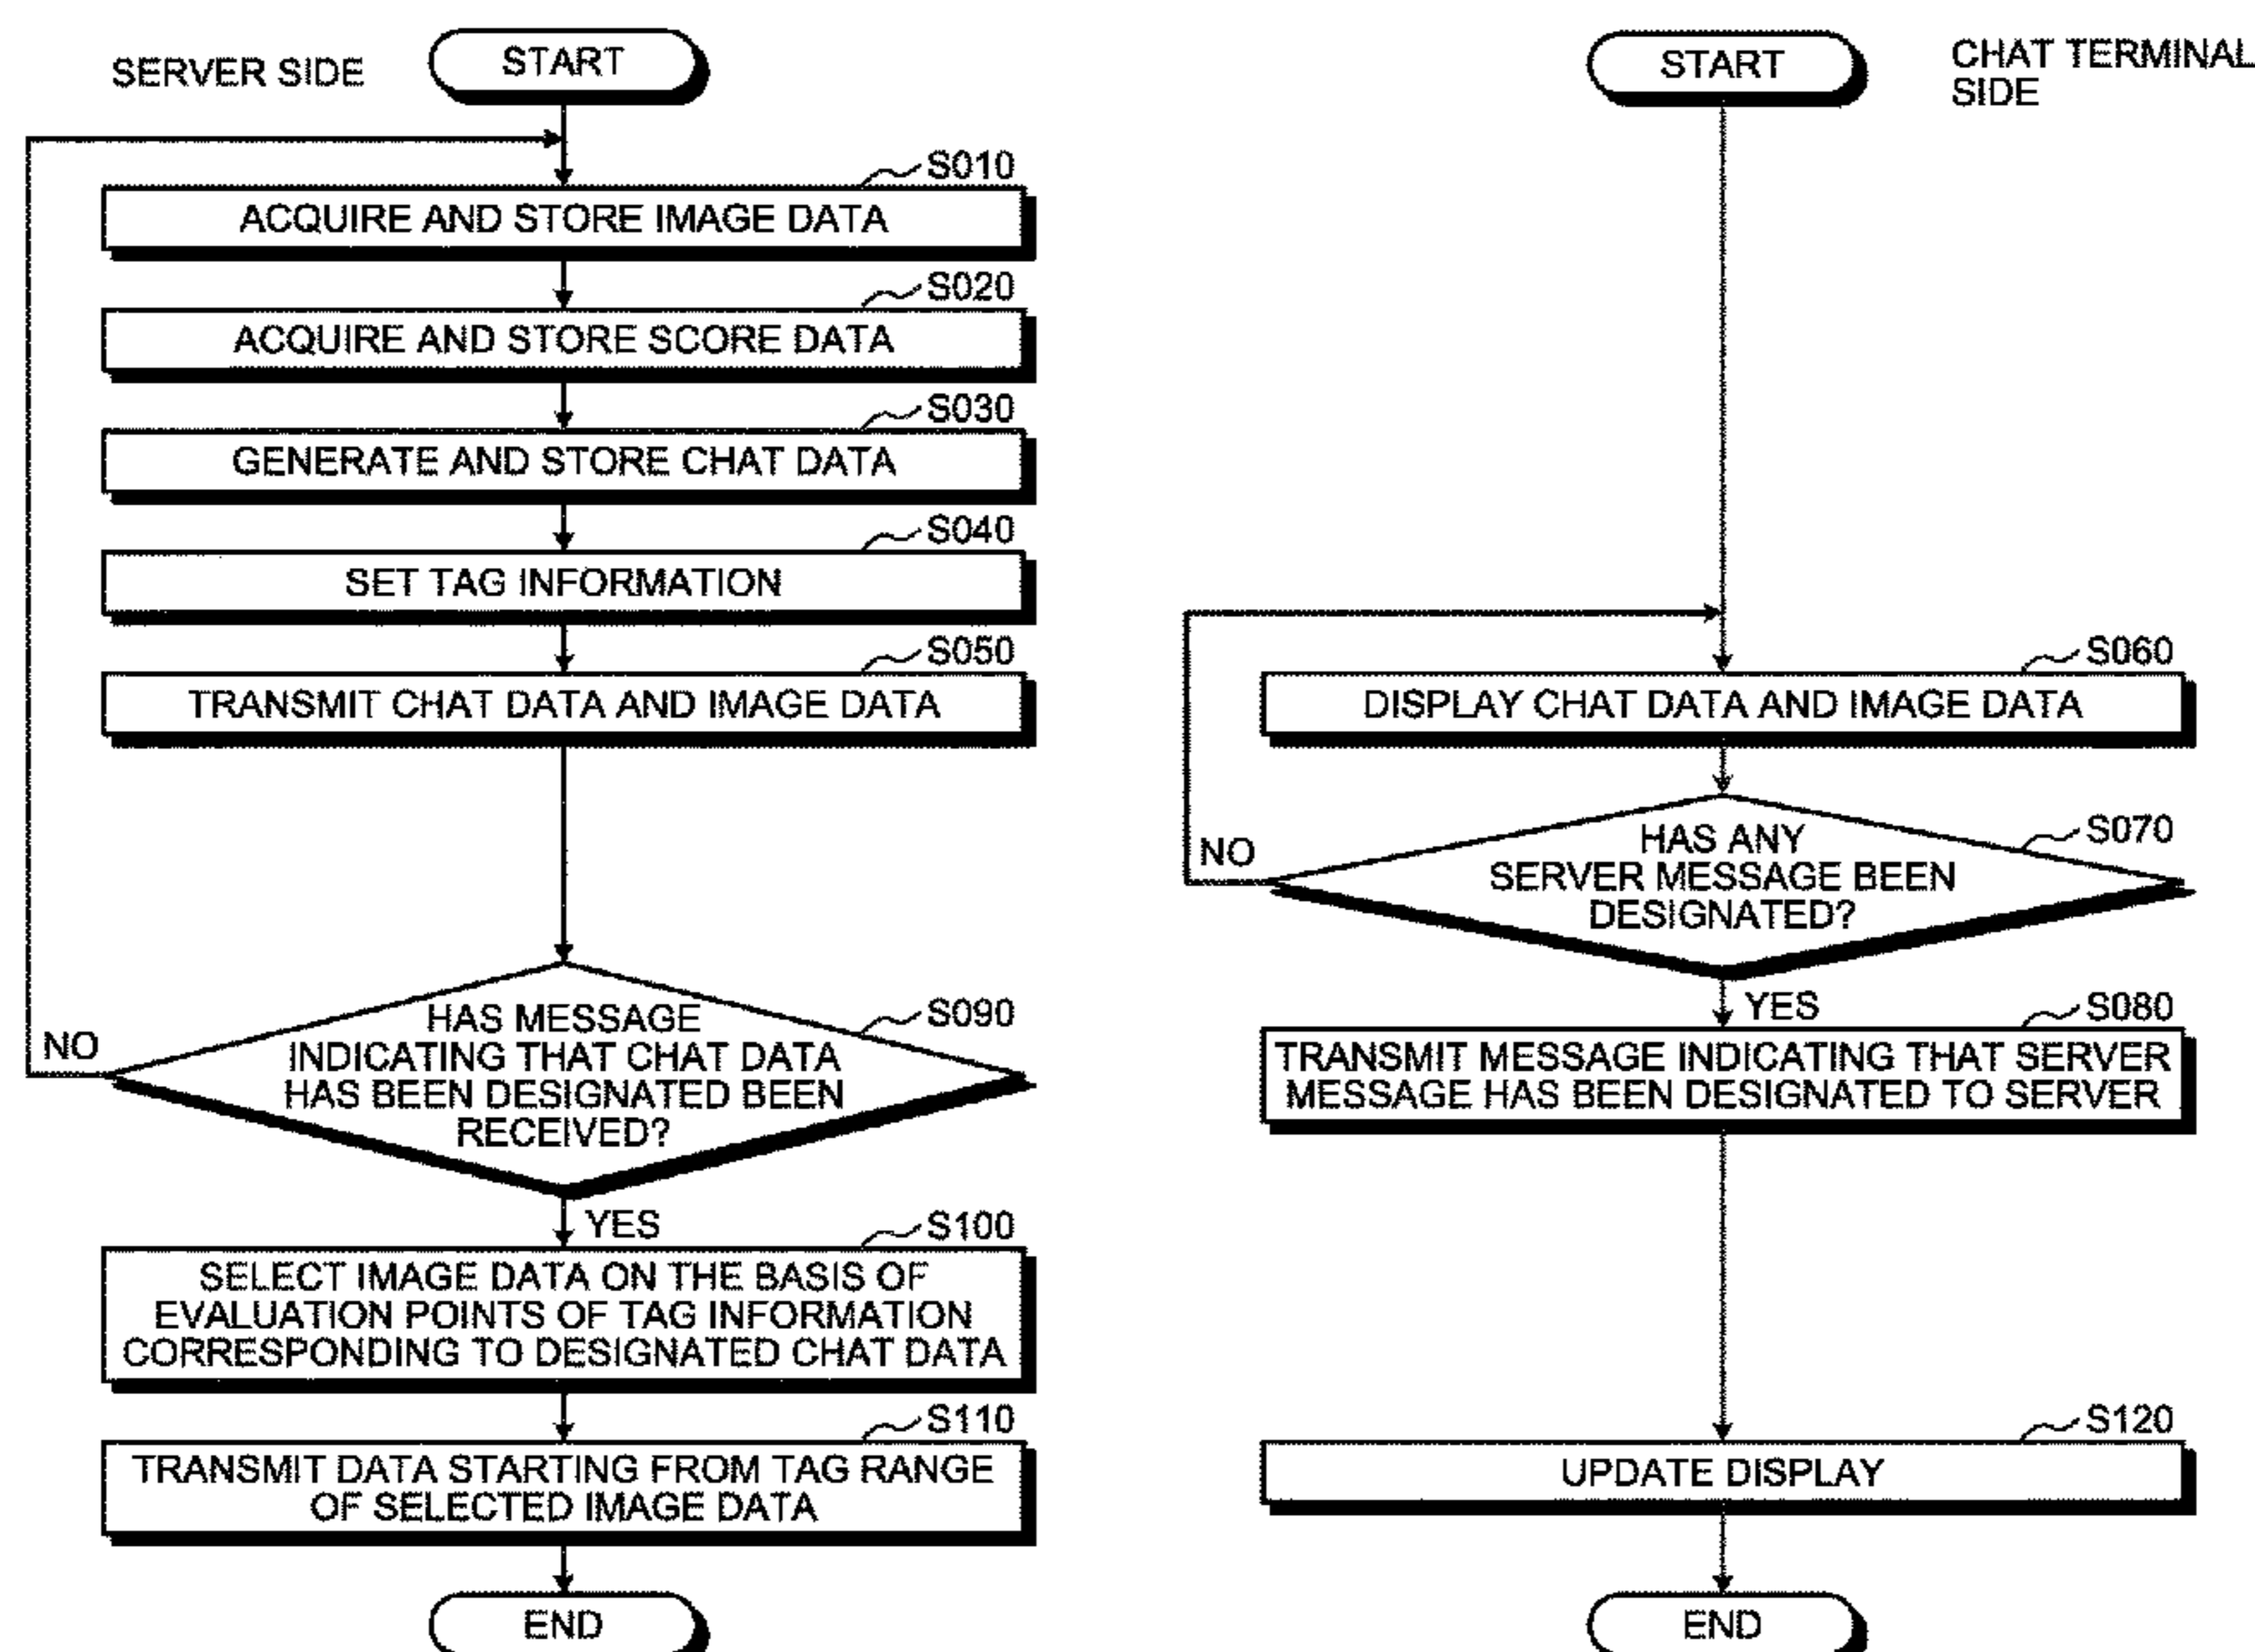 SERVER SIDE
START
S010
ACQUIRE AND STORE IMAGE DATA
S020
ACQUIRE AND STORE SCORE DATA
S030
GENERATE AND STORE CHAT DATA
S040
SET TAG INFORMATION
S050
TRANSMIT CHAT DATA AND IMAGE DATA
S090
HAS MESSAGE
INDICATING THAT CHAT DATA
HAS BEEN DESIGNATED BEEN
RECEIVED?
NO
YES
S100
SELECT IMAGE DATA ON THE BASIS OF
EVALUATION POINTS OF TAG INFORMATION
CORRESPONDING TO DESIGNATED CHAT DATA
S110
TRANSMIT DATA STARTING FROM TAG RANGE
OF SELECTED IMAGE DATA
END
START
CHAT TERMINAL
SIDE
S060
DISPLAY CHAT DATA AND IMAGE DATA
S070
HAS ANY
SERVER MESSAGE BEEN
DESIGNATED?
NO
YES
S080
TRANSMIT MESSAGE INDICATING THAT SERVER
MESSAGE HAS BEEN DESIGNATED TO SERVER
S120
UPDATE DISPLAY
END